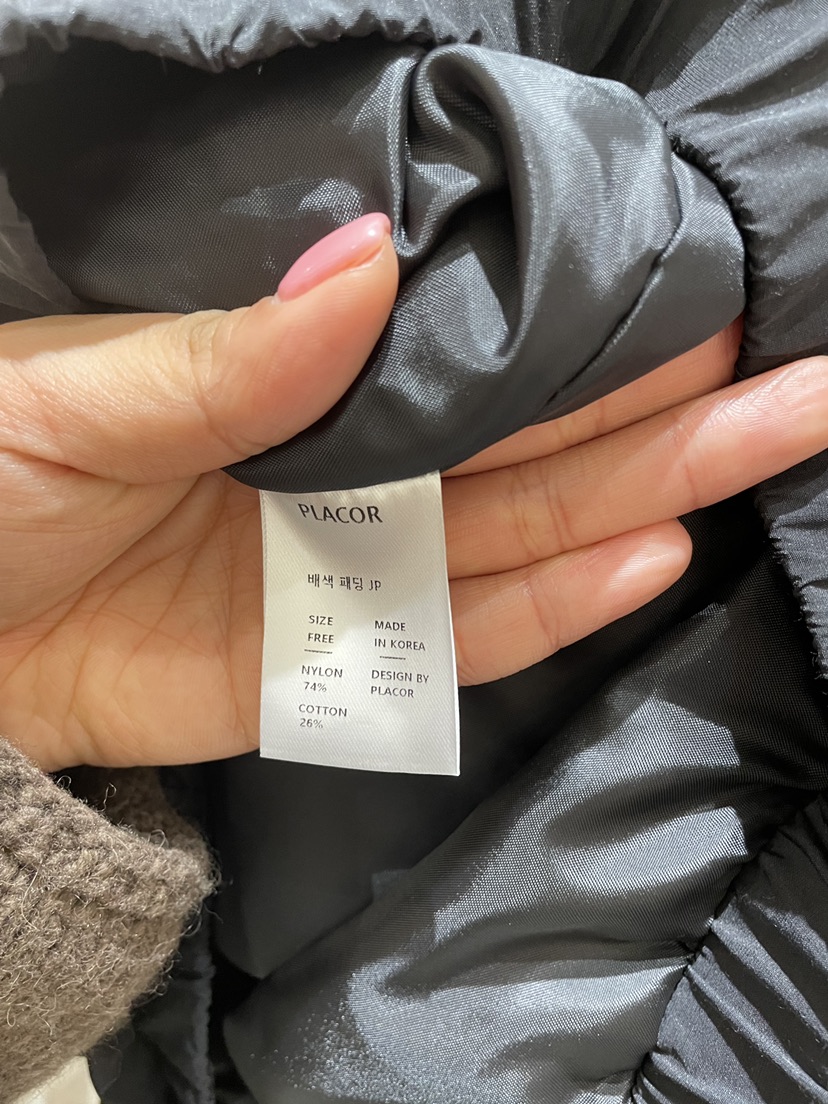 PLACOR
배색 패딩 JP
SIZE
FREE
MADE
IN KOREA
NYLON
74%
DESIGN BY
PLACOR
COTTON
26%